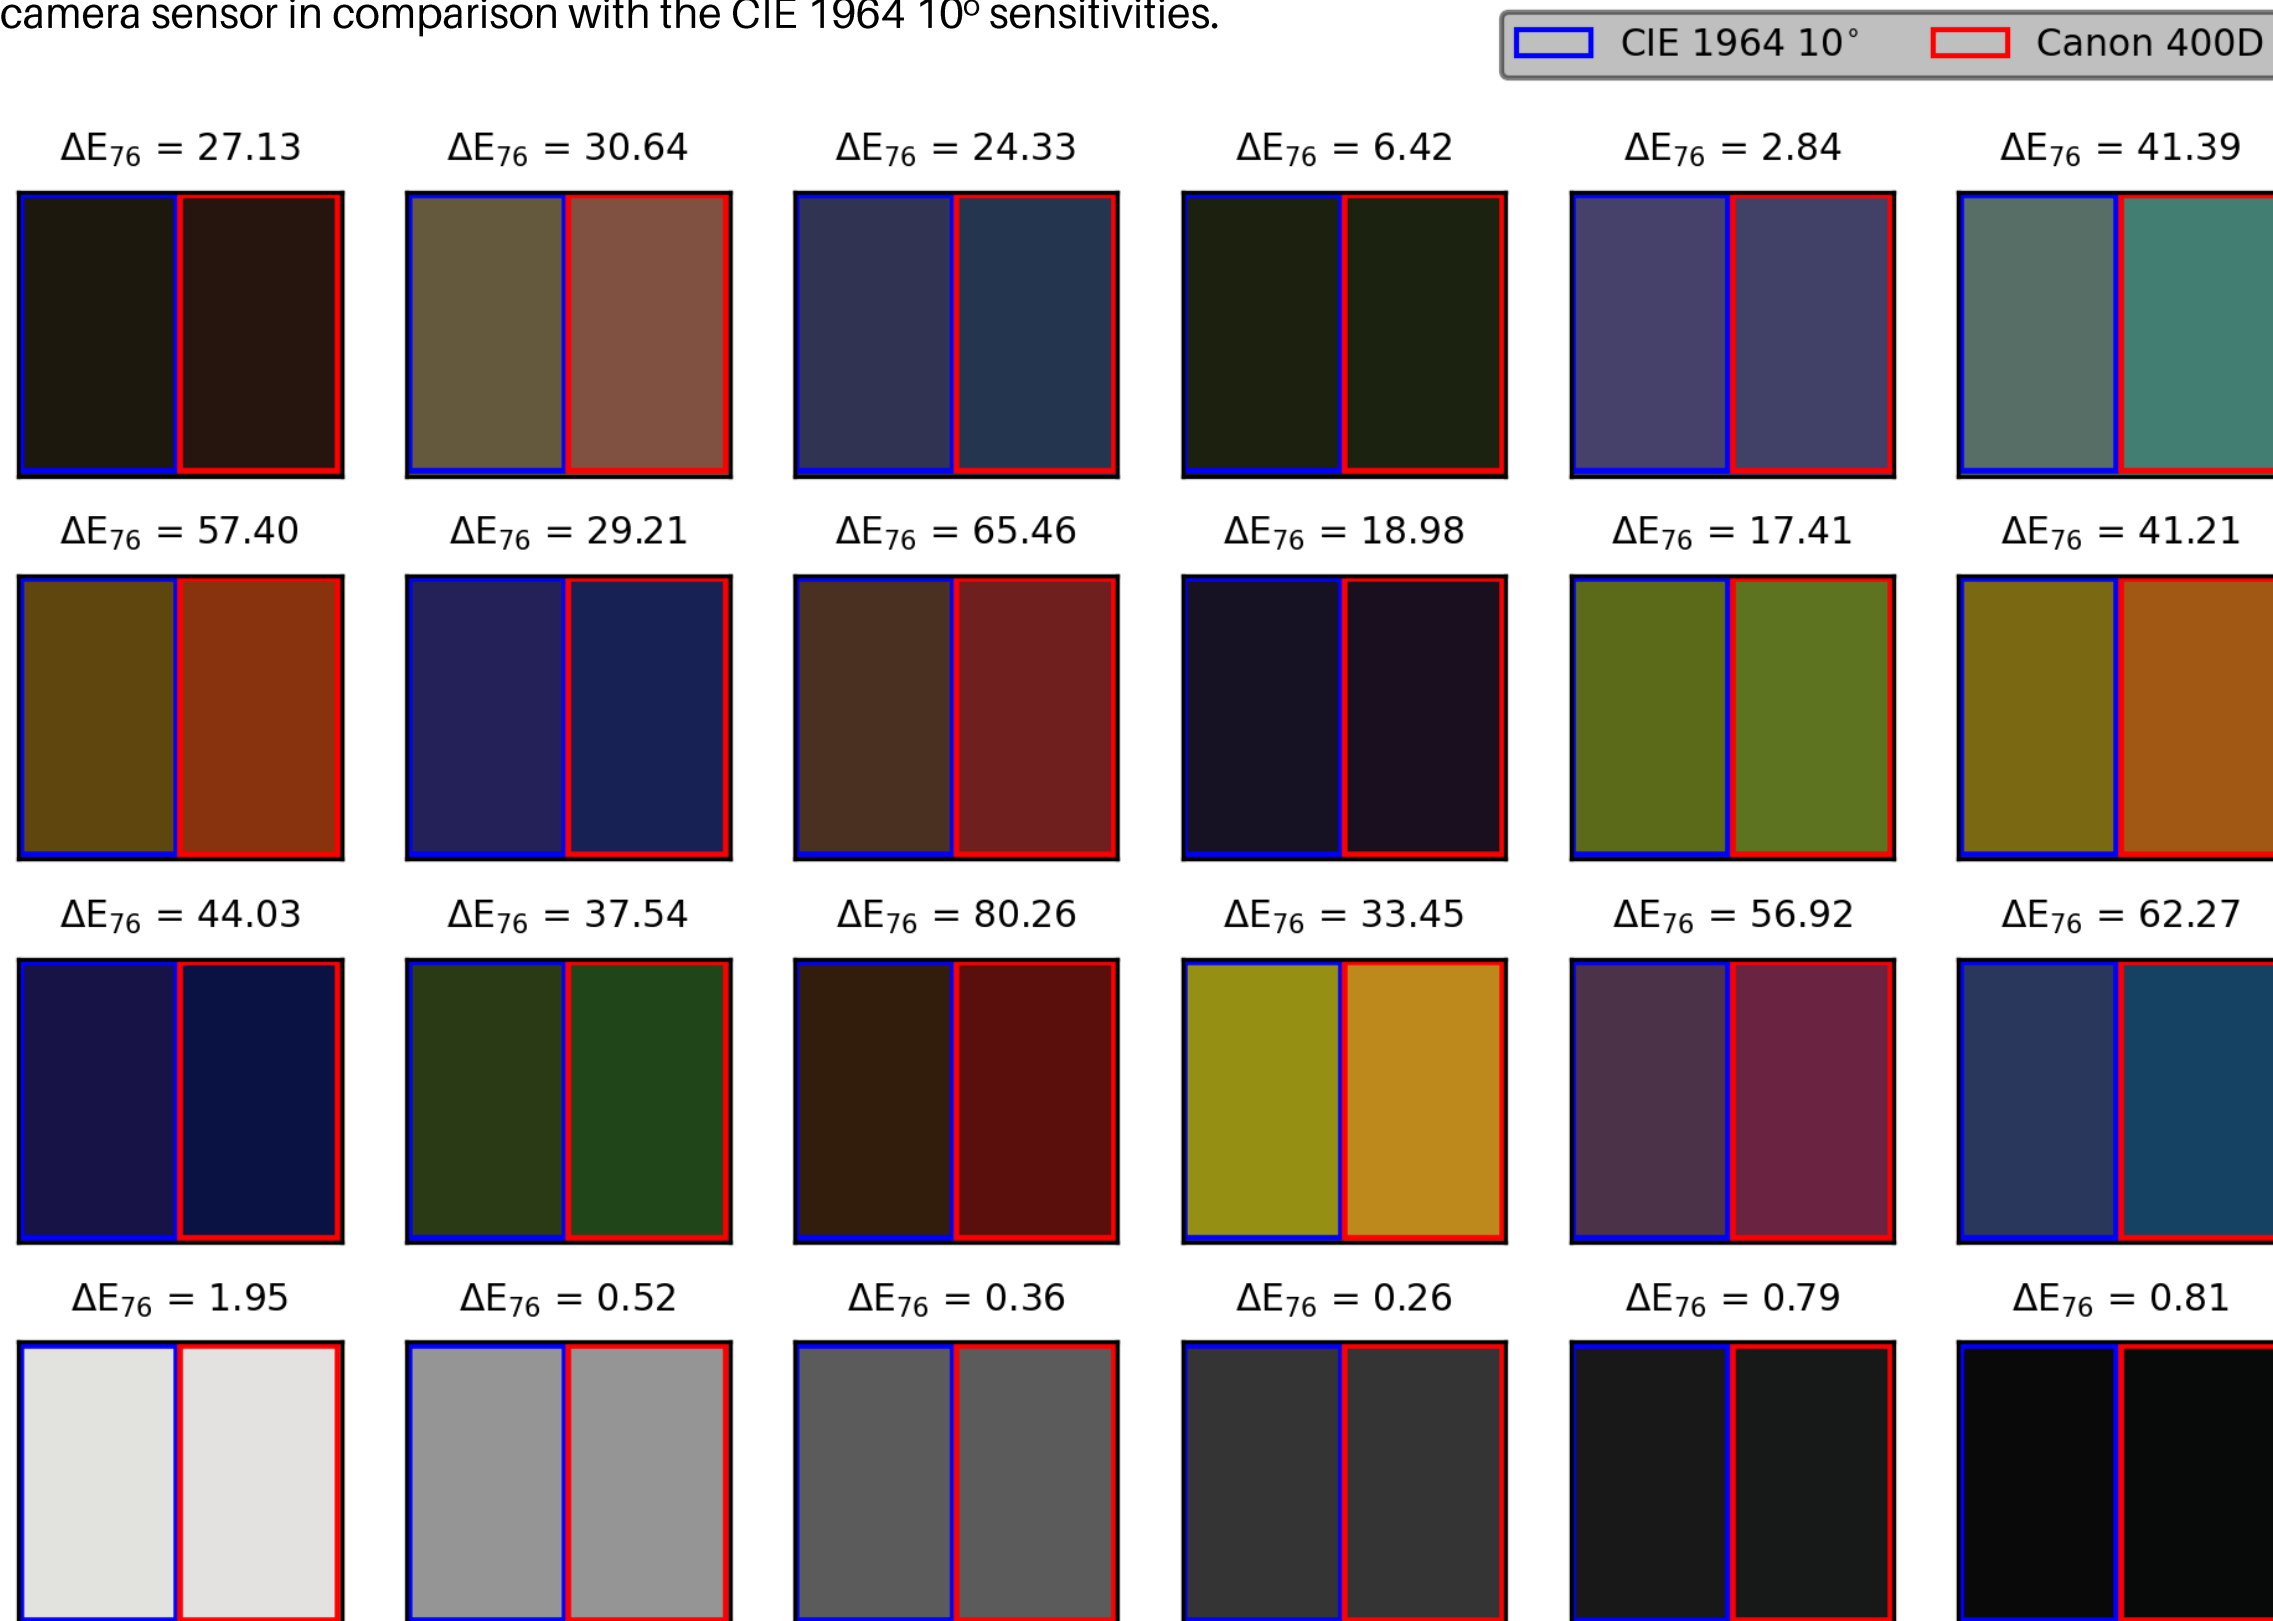 camera sensor in comparison with the CIE 1964 10º sensitivities.
CIE 1964 10° Canon 400D
ΔE76 = 27.13 ΔE76 = 30.64 ΔE76 = 24.33 ΔE76 = 6.42 ΔE76 = 2.84 ΔE76 = 41.39
ΔE76 = 57.40 ΔE76 = 29.21 ΔE76 = 65.46 ΔE76 = 18.98 ΔE76 = 17.41 ΔE76 = 41.21
ΔE76 = 44.03 ΔE76 = 37.54 ΔE76 = 80.26 ΔE76 = 33.45 ΔE76 = 56.92 ΔE76 = 62.27
ΔE76 = 1.95 ΔE76 = 0.52 ΔE76 = 0.36 ΔE76 = 0.26 ΔE76 = 0.79 ΔE76 = 0.81